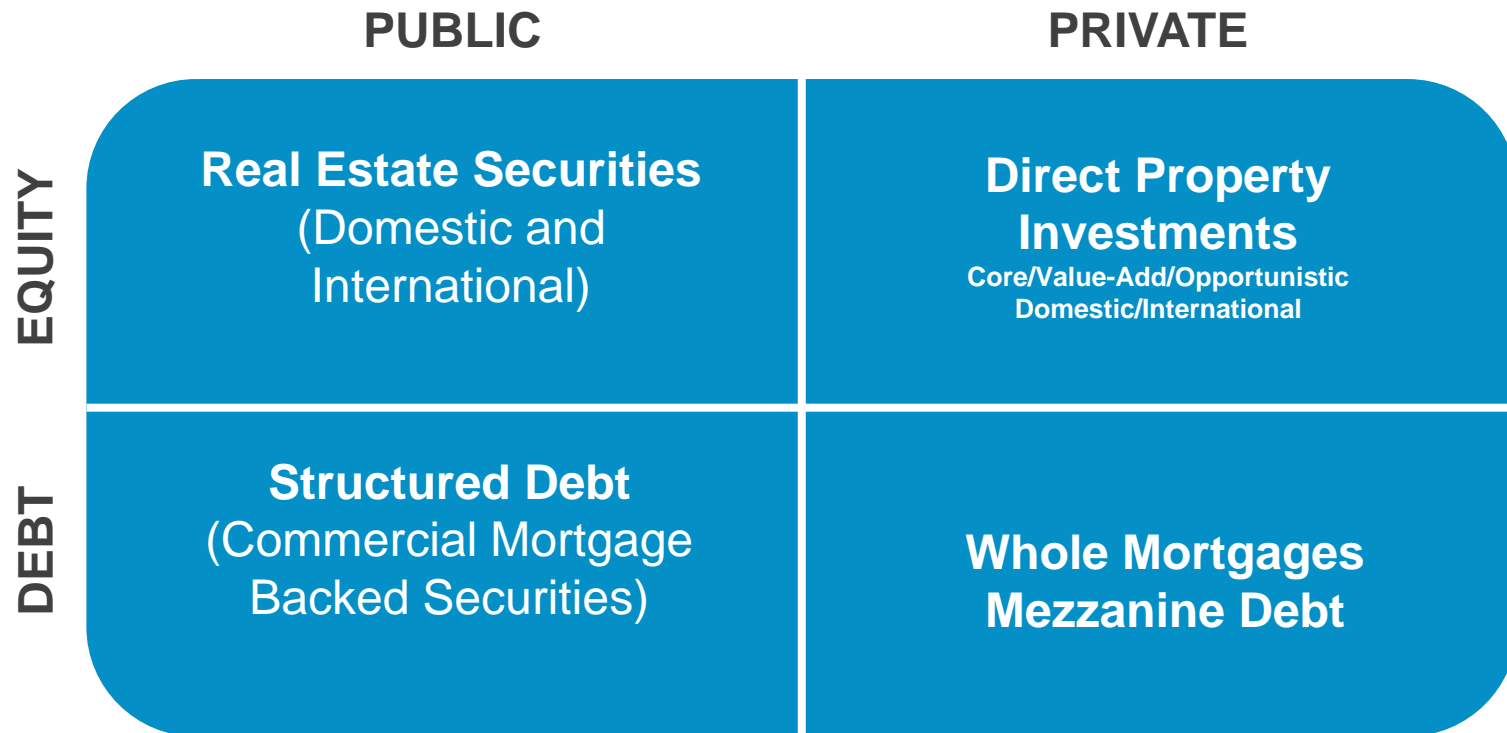 PUBLIC
PRIVATE
EQUITY
Real Estate Securities
(Domestic and
International)
Direct Property
Investments
Core/Value-Add/Opportunistic
Domestic/International
DEBT
Structured Debt
(Commercial Mortgage
Backed Securities)
Whole Mortgages
Mezzanine Debt